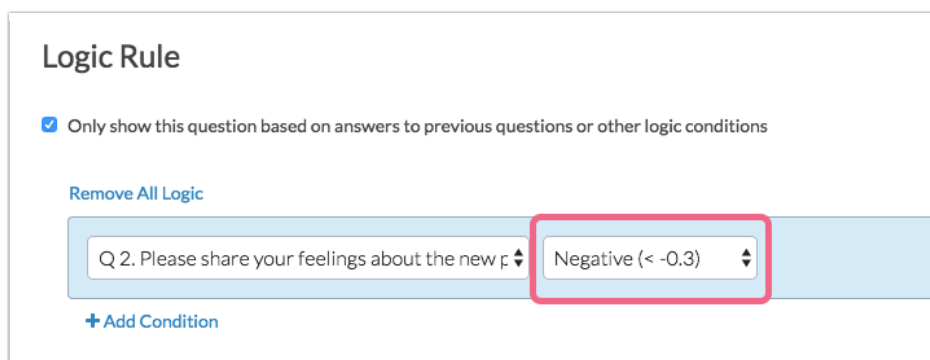 Logic Rule
Only show this question based on answers to previous questions or other logic conditions
Remove All Logic
Q 2. Please share your feelings about the new p Negative (< -0.3)
+ Add Condition